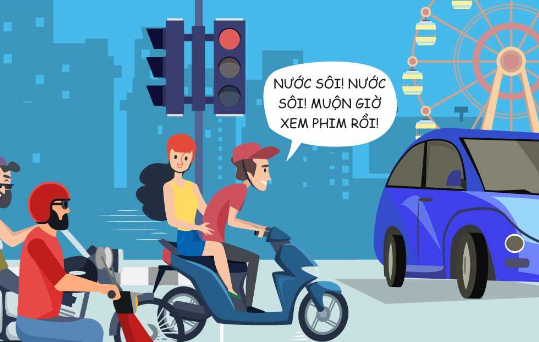 NƯỚC SÔI! NƯỚC
SÔI! MUỘN GIỜ
XEM PHIM RỒI!